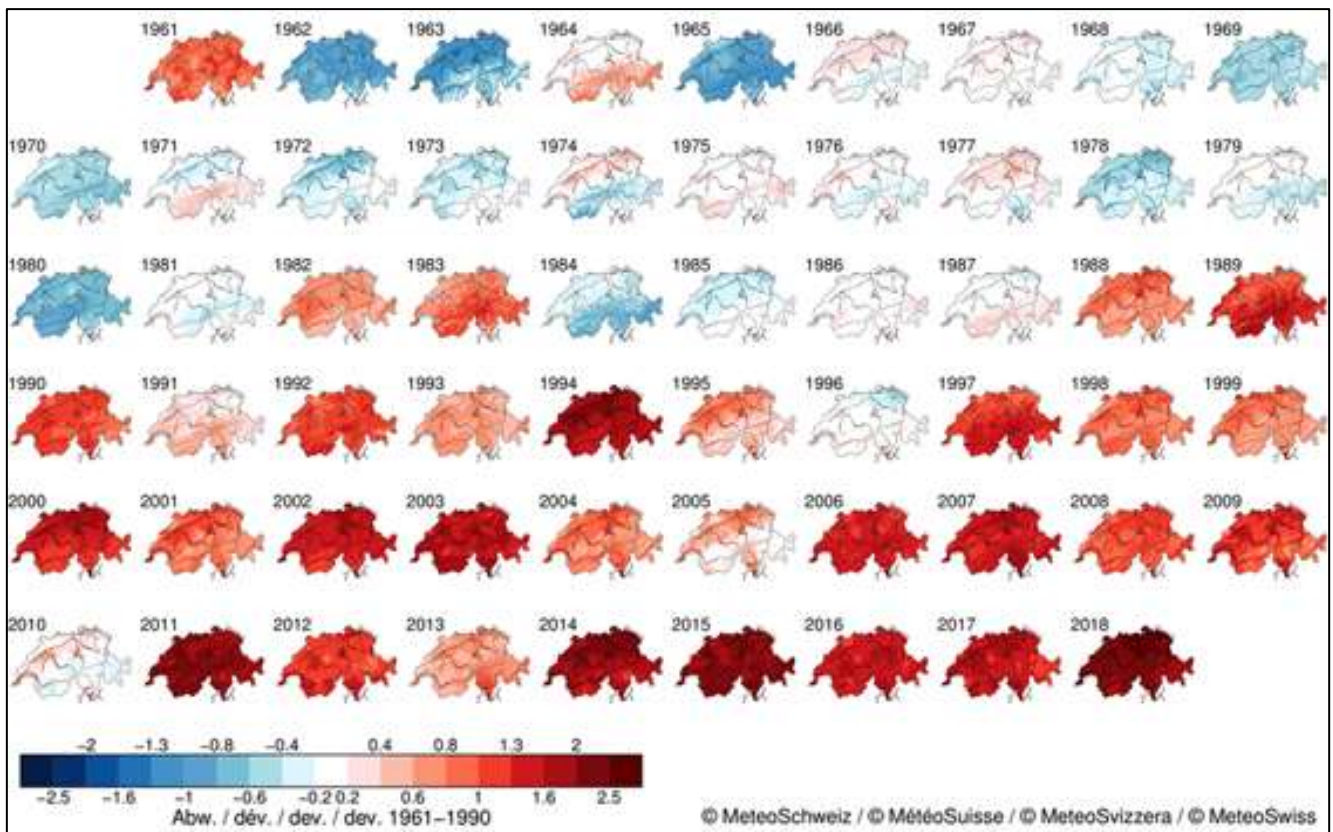 1961 1962 1963 1964 1965 1966 1967 1968 1969
1970 1971 1972 1973 1974 1975 1976 1977 1978 1979
1980 1981 1982 1983 1984 1985 1986 1987 1988 1989
1990 1991 1992 1993 1994 1995 1996 1997 1998 1999
2000 2001 2002 2003 2004 2005 2006 2007 2008 2009
2010 2011 2012 2013 2014 2015 2016 2017 2018
−2 −1.3 −0.8 −0.4 0.4 0.8 1.3 2
−2.5 −1.6 −1 −0.6 −0.2 0.2 0.6 1 1.6 2.5
Abw. / dév. / dev. / dev. 1961−1990
© MeteoSchweiz / © MétéoSuisse / © MeteoSvizzera / © MeteoSwiss